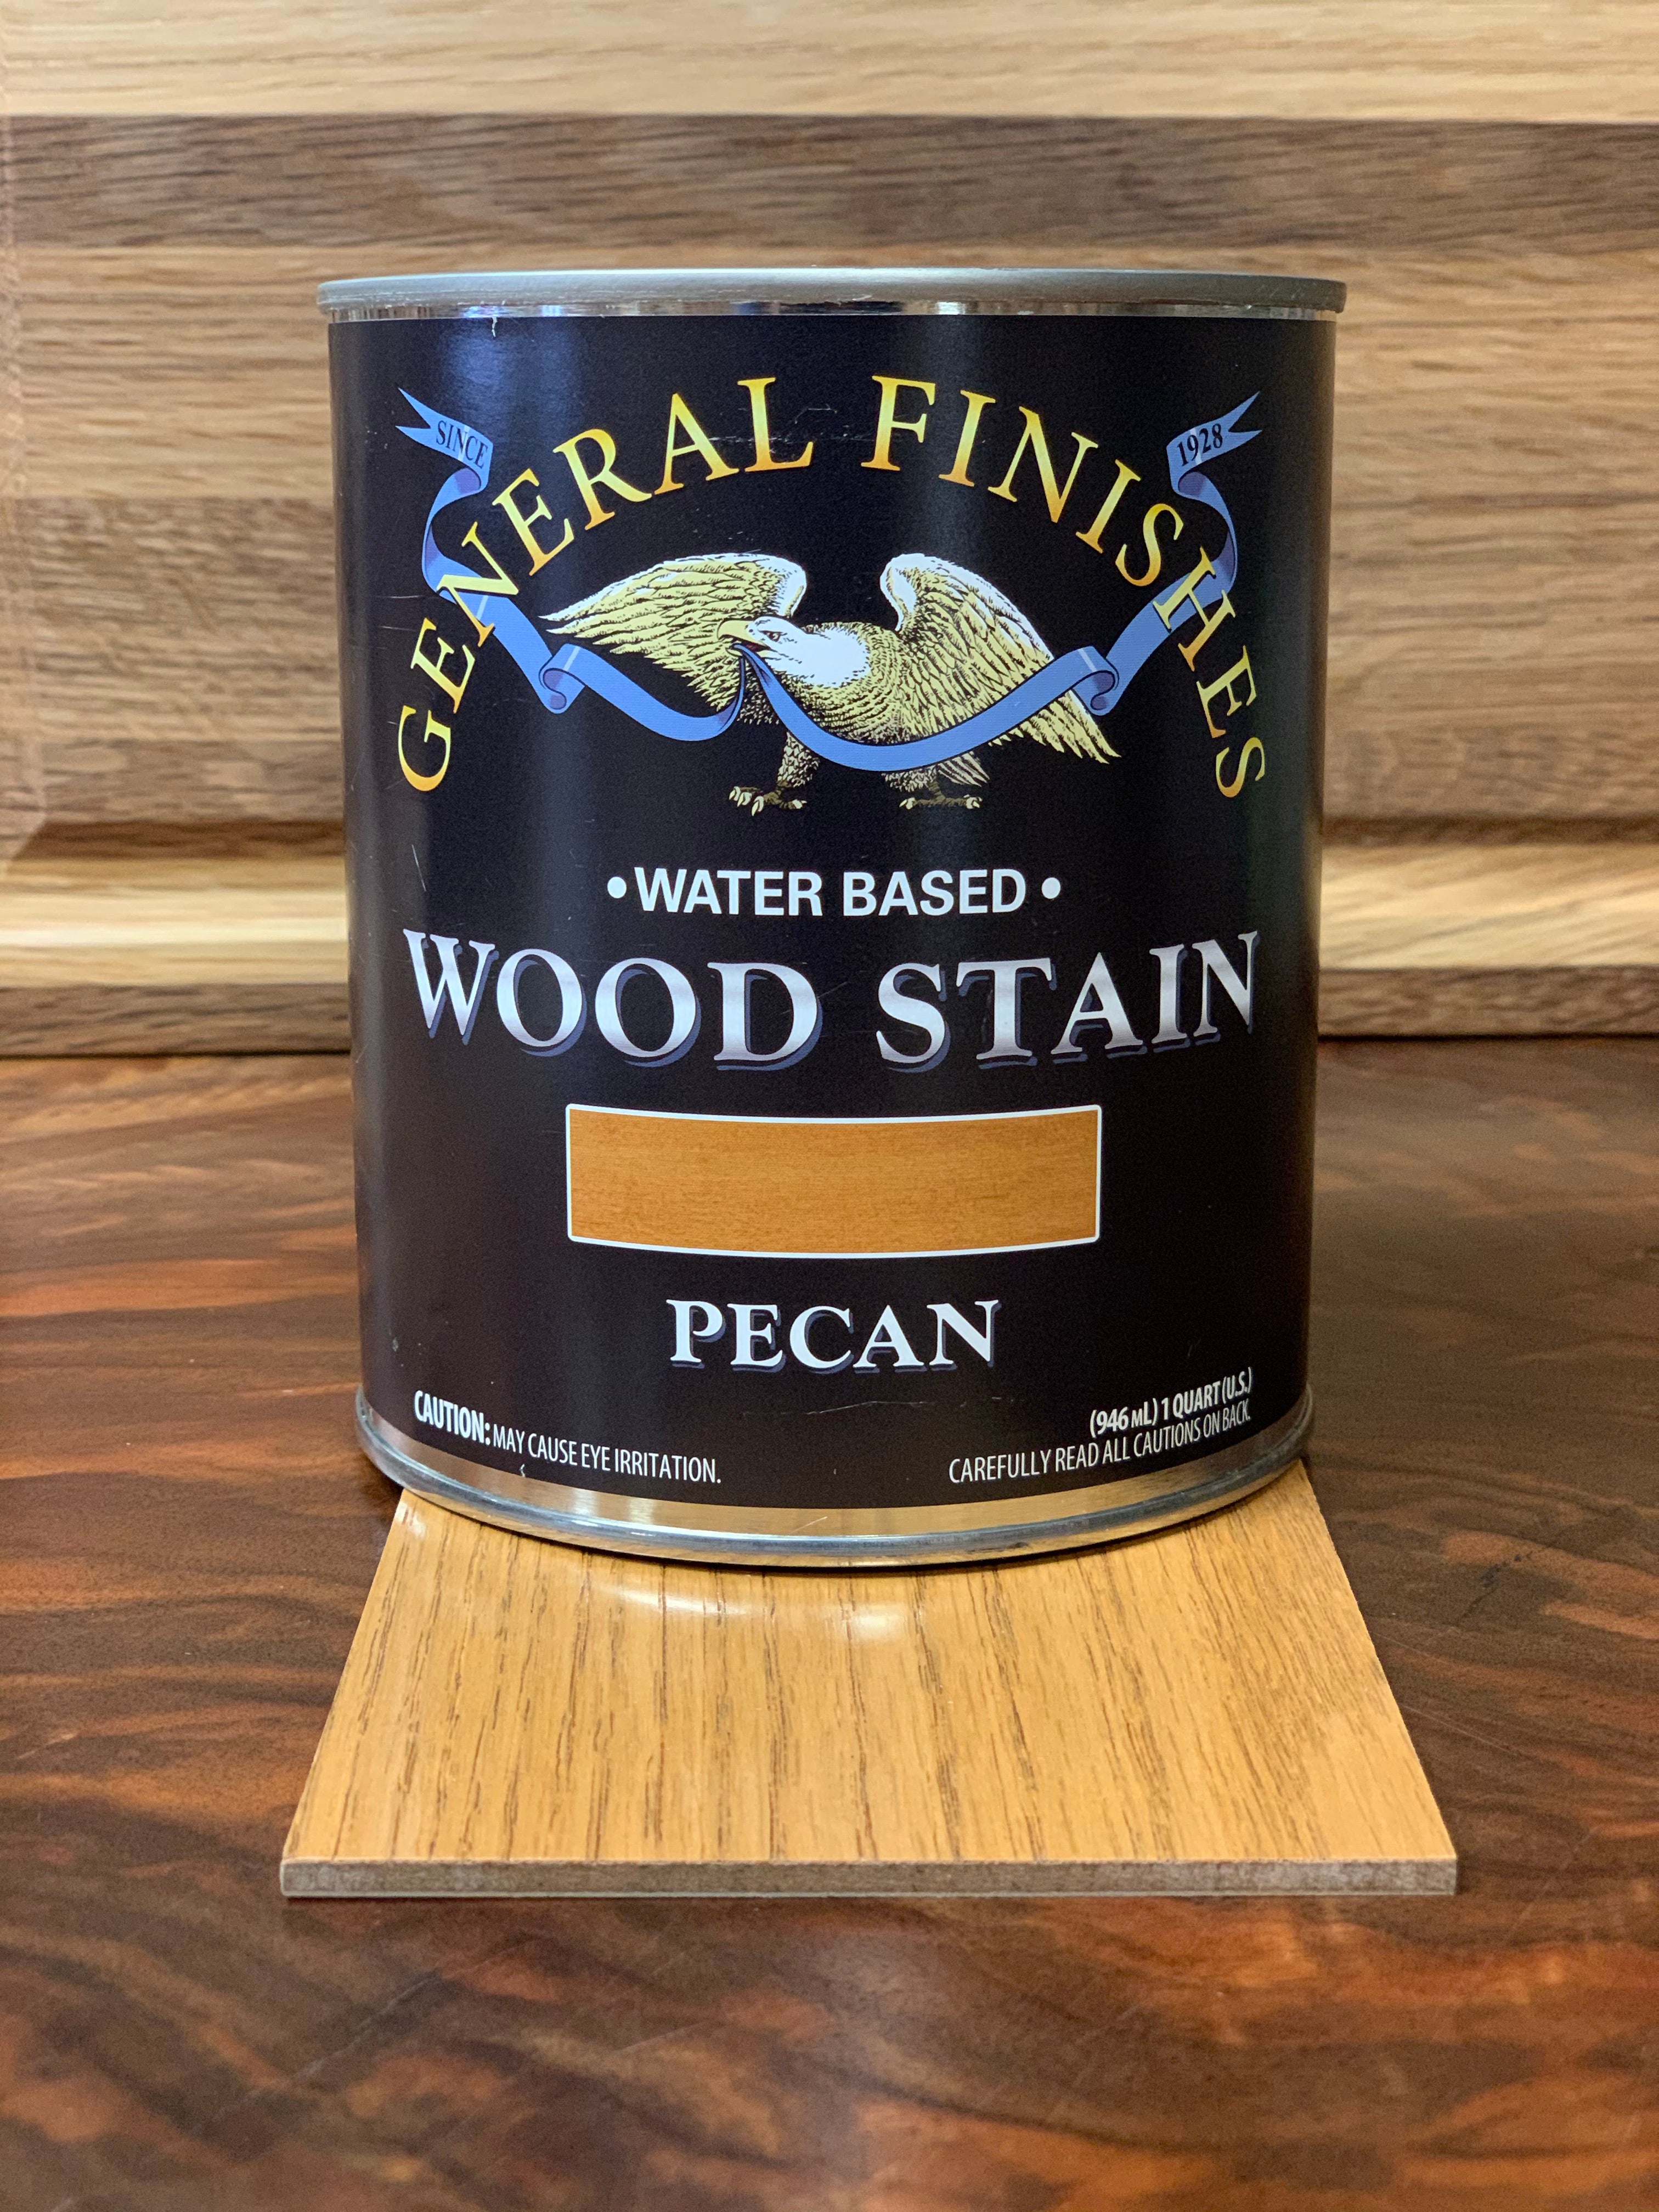 SINCE 1928
GENERAL FINISHES
• WATER BASED •
WOOD STAIN
PECAN
CAUTION: MAY CAUSE EYE IRRITATION.
(946 mL) 1 QUART (U.S.)
CAREFULLY READ ALL CAUTIONS ON BACK.